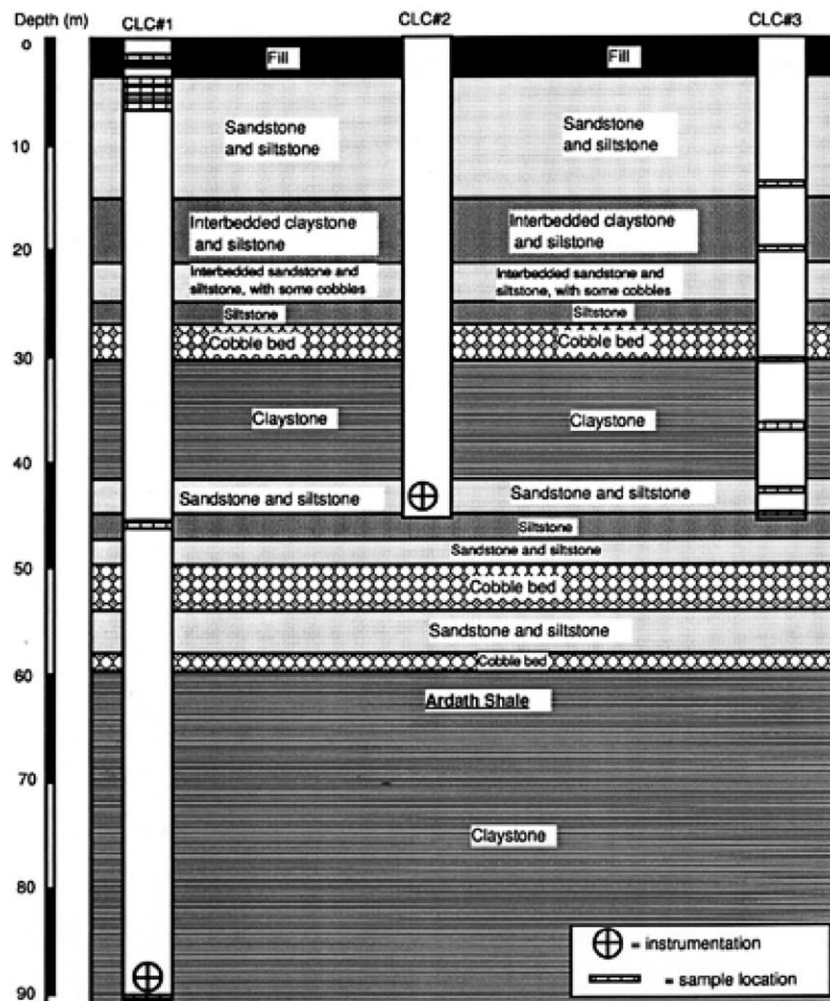 Depth (m)
CLC#1
CLC#2
CLC#3
0
10
20
30
40
50
60
70
80
90
Fill
Fill
Sandstone
and siltstone
Sandstone
and siltstone
Interbedded claystone
and silstone
Interbedded claystone
and silstone
Interbedded sandstone and
siltstone, with some cobbles
Interbedded sandstone and
siltstone, with some cobbles
Siltstone
Siltstone
Cobble bed
Cobble bed
Claystone
Claystone
Sandstone and siltstone
Sandstone and siltstone
Siltstone
Sandstone and siltstone
Cobble bed
Sandstone and siltstone
Cobble bed
Ardath Shale
Claystone
= instrumentation
= sample location